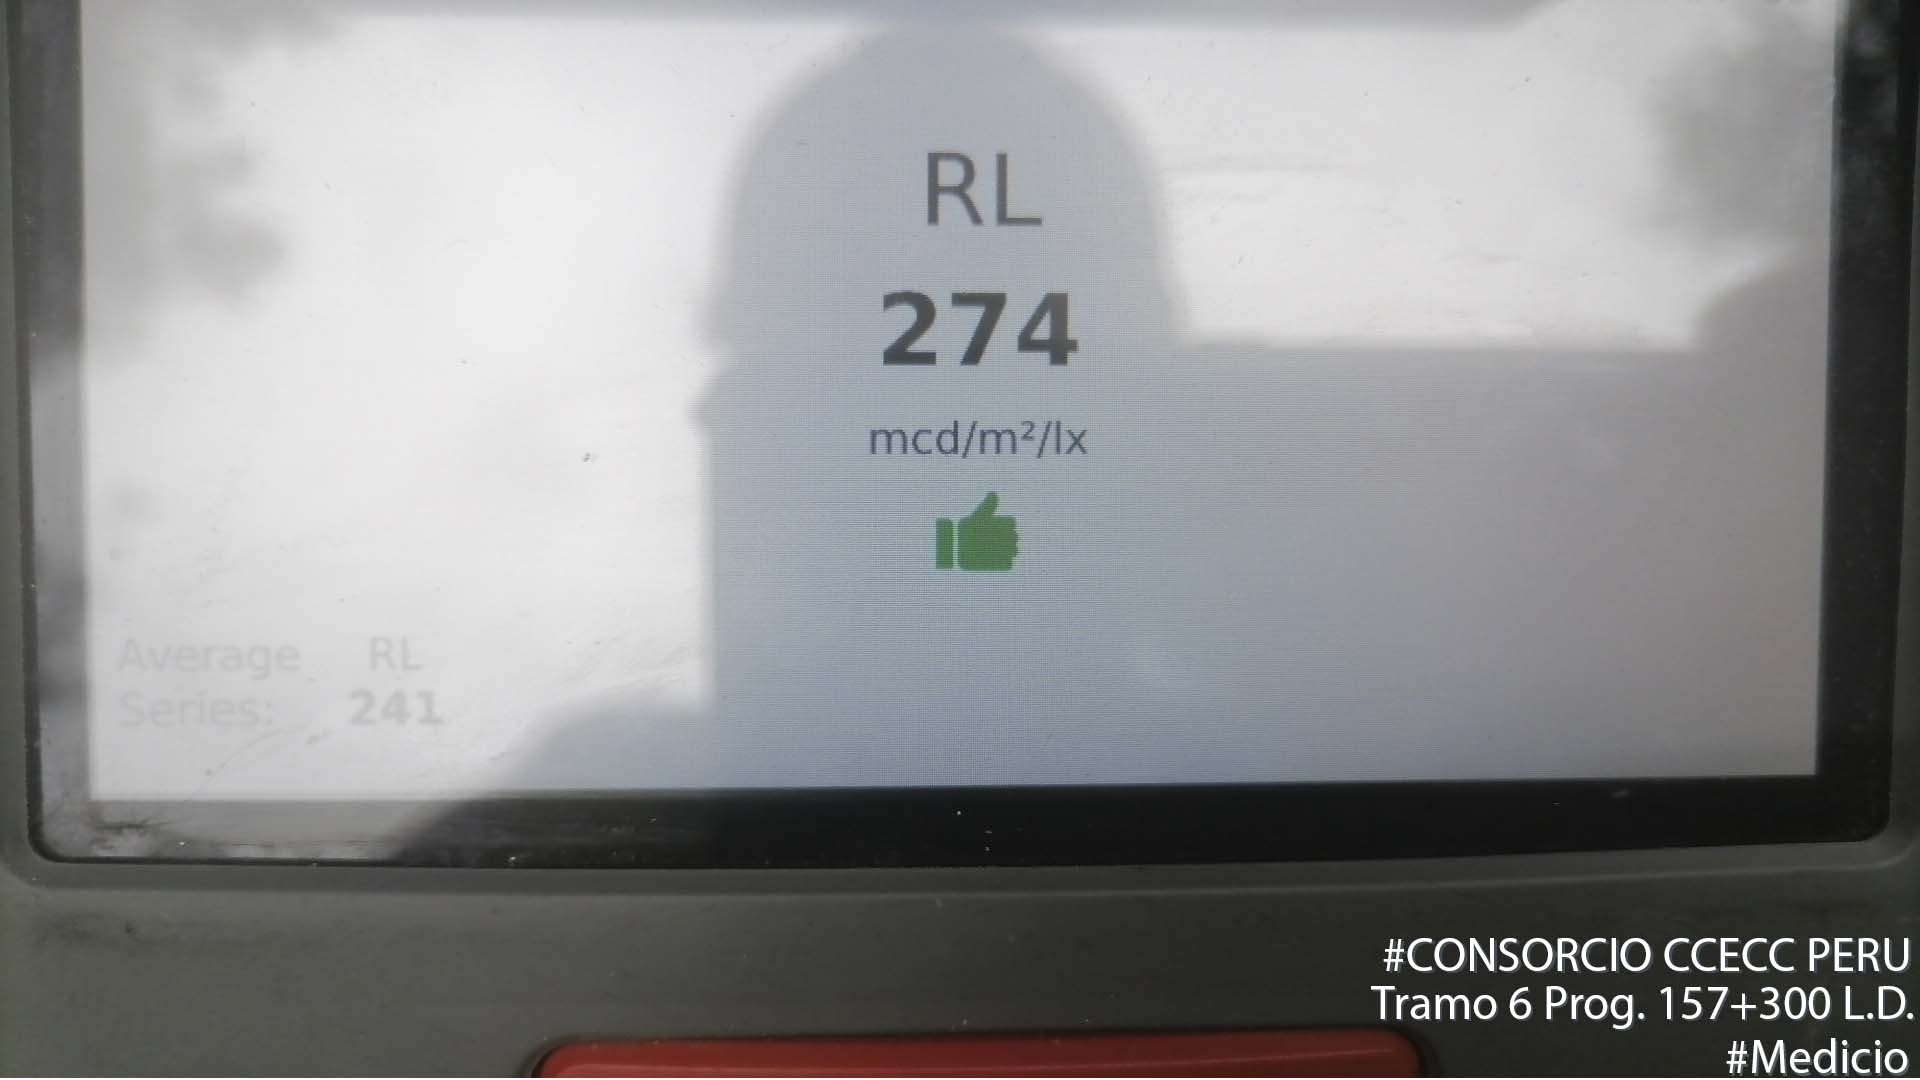 RL
274
mcd/m²/lx
Average RL
Series: 241
#CONSORCIO CCECC PERU
Tramo 6 Prog. 157+300 L.D.
#Medicio